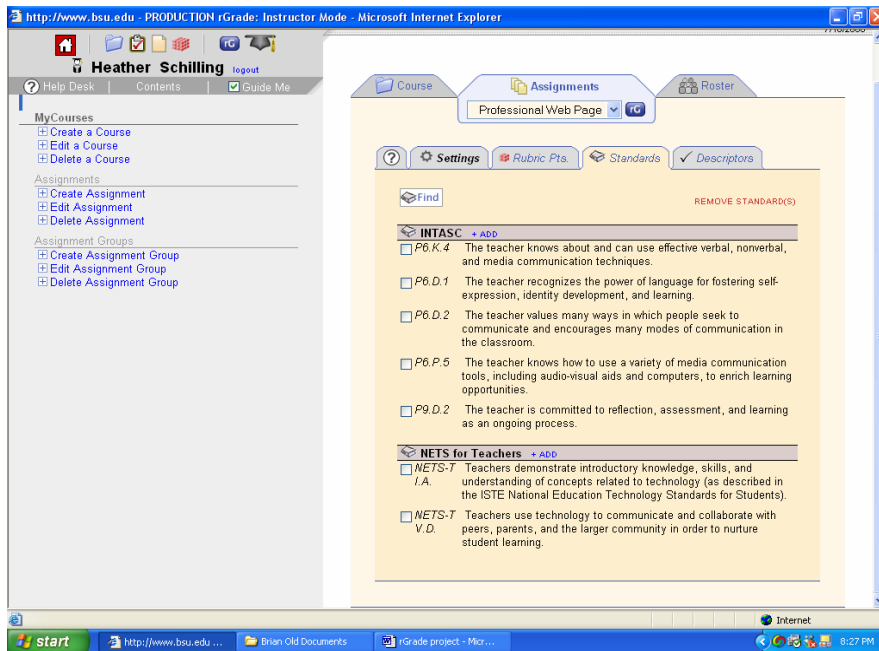 http://www.bsu.edu - PRODUCTION rGrade: Instructor Mode - Microsoft Internet Explorer
rG
Heather Schilling logout
? Help Desk | Contents | Guide Me
MyCourses
Create a Course
Edit a Course
Delete a Course
Assignments
Create Assignment
Edit Assignment
Delete Assignment
Assignment Groups
Create Assignment Group
Edit Assignment Group
Delete Assignment Group
Course Assignments Roster
Professional Web Page rG
? Settings Rubric Pts. Standards Descriptors
Find
REMOVE STANDARD(S)
INTASC + ADD
P6.K.4 The teacher knows about and can use effective verbal, nonverbal,
and media communication techniques.
P6.D.1 The teacher recognizes the power of language for fostering self-
expression, identity development, and learning.
P6.D.2 The teacher values many ways in which people seek to
communicate and encourages many modes of communication in
the classroom.
P6.P.5 The teacher knows how to use a variety of media communication
tools, including audio-visual aids and computers, to enrich learning
opportunities.
P9.D.2 The teacher is committed to reflection, assessment, and learning
as an ongoing process.
NETS for Teachers + ADD
NETS-T Teachers demonstrate introductory knowledge, skills, and
I.A. understanding of concepts related to technology (as described in
the ISTE National Education Technology Standards for Students).
NETS-T Teachers use technology to communicate and collaborate with
V.D. peers, parents, and the larger community in order to nurture
student learning.
Internet
start http://www.bsu.edu ... Brian Old Documents rGrade project - Micr... 8:27 PM